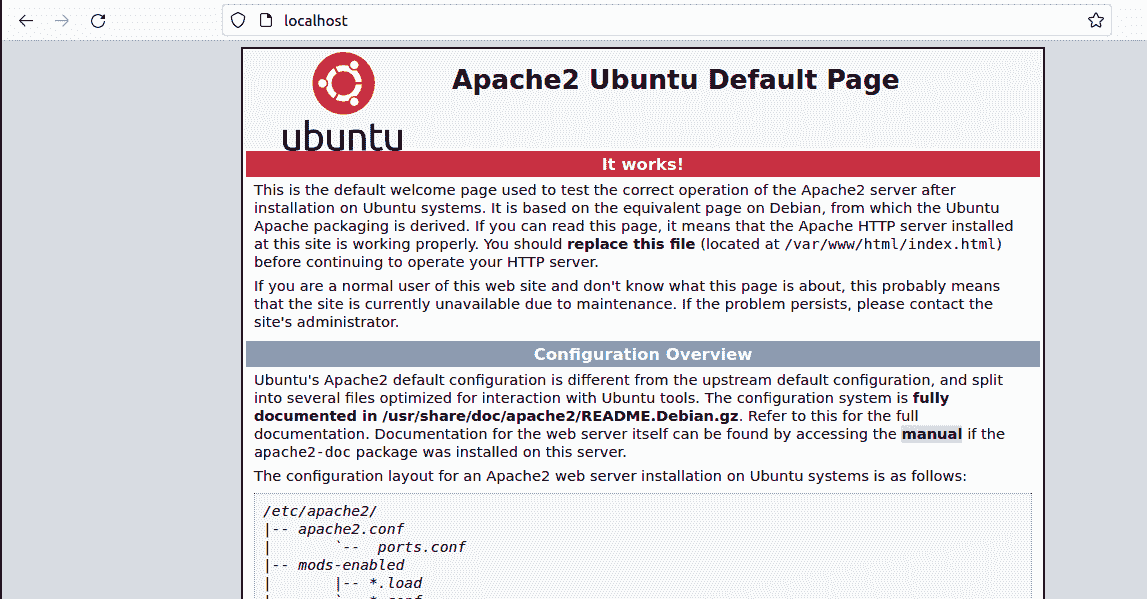 localhost
Apache2 Ubuntu Default Page
ubuntu
It works!
This is the default welcome page used to test the correct operation of the Apache2 server after
installation on Ubuntu systems. It is based on the equivalent page on Debian, from which the Ubuntu
Apache packaging is derived. If you can read this page, it means that the Apache HTTP server installed
at this site is working properly. You should replace this file (located at /var/www/html/index.html)
before continuing to operate your HTTP server.
If you are a normal user of this web site and don't know what this page is about, this probably means
that the site is currently unavailable due to maintenance. If the problem persists, please contact the
site's administrator.
Configuration Overview
Ubuntu's Apache2 default configuration is different from the upstream default configuration, and split
into several files optimized for interaction with Ubuntu tools. The configuration system is fully
documented in /usr/share/doc/apache2/README.Debian.gz. Refer to this for the full
documentation. Documentation for the web server itself can be found by accessing the manual if the
apache2-doc package was installed on this server.
The configuration layout for an Apache2 web server installation on Ubuntu systems is as follows:
/etc/apache2/
|-- apache2.conf
|       `--  ports.conf
|-- mods-enabled
|       |-- *.load
|       `-- *.conf